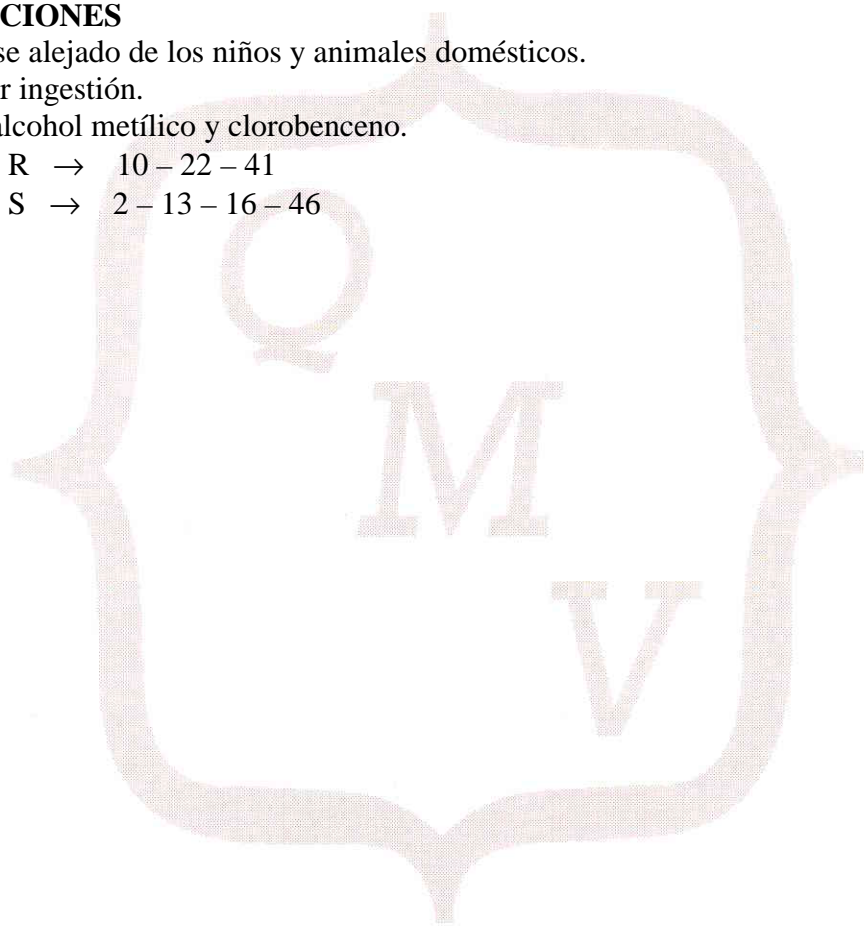 CIONES
se alejado de los niños y animales domésticos.
r ingestión.
alcohol metílico y clorobenceno.
R → 10 – 22 – 41
S → 2 – 13 – 16 – 46
Q
M
V